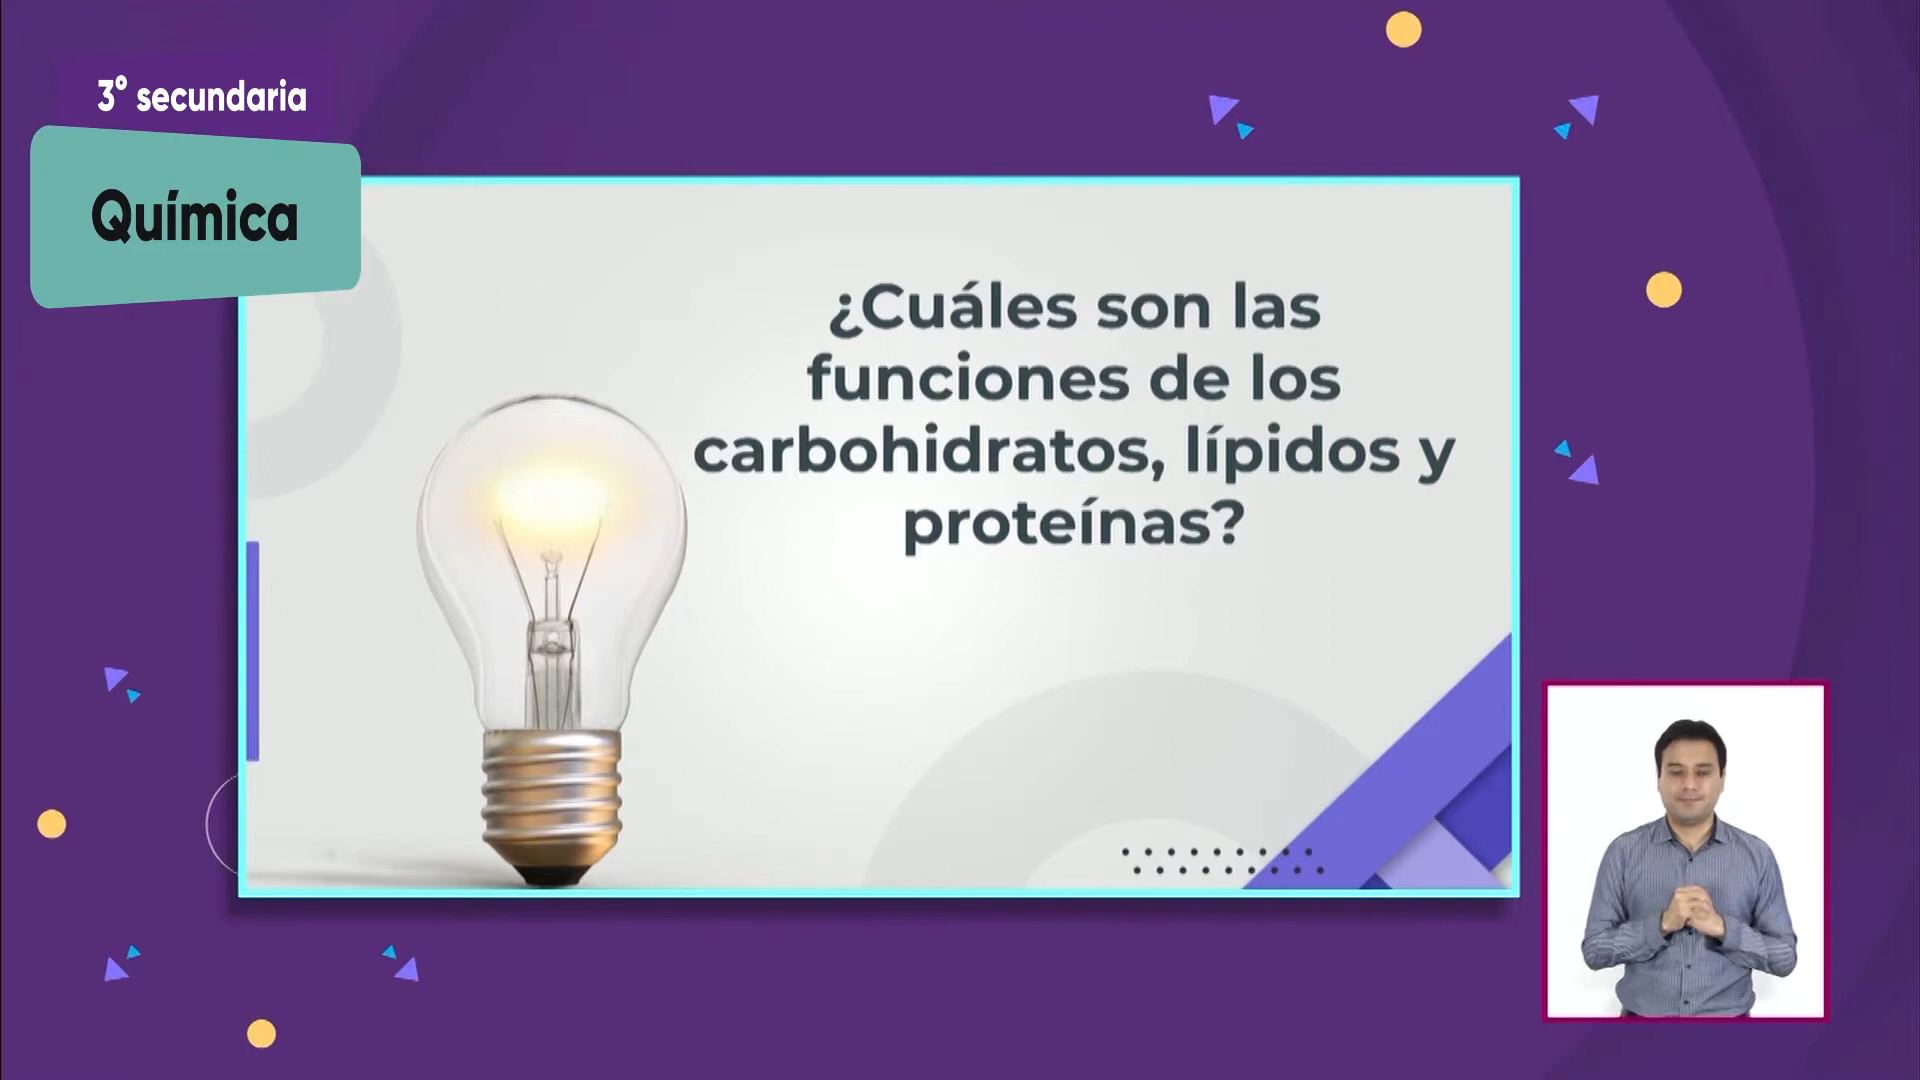 3° secundaria
Química
¿Cuáles son las
funciones de los
carbohidratos, lípidos y
proteínas?